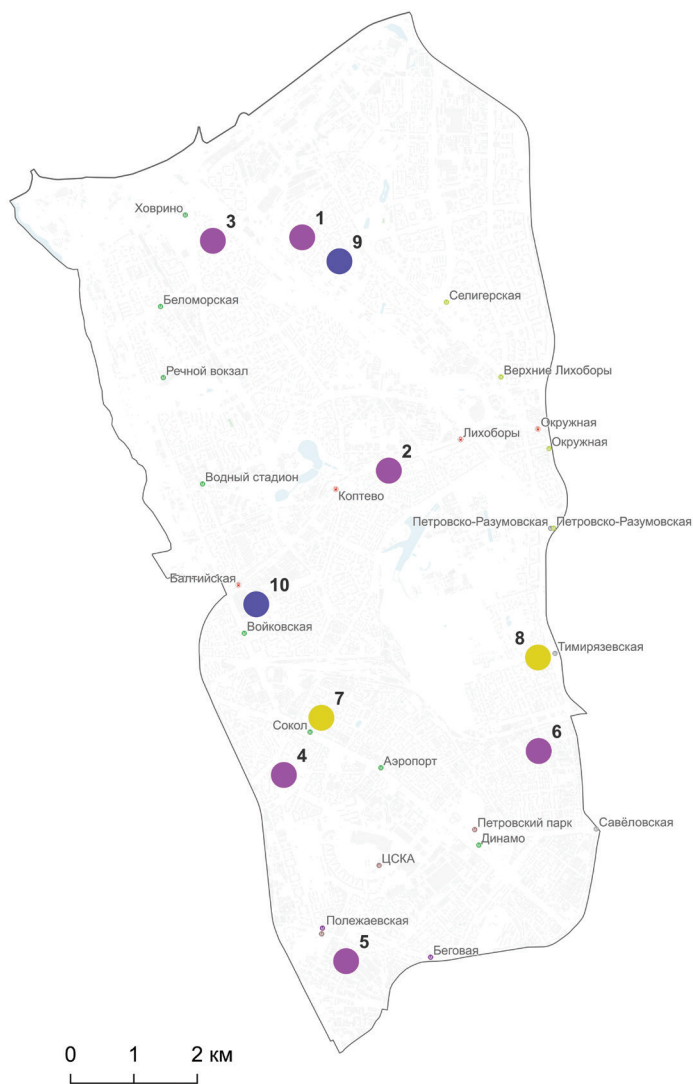 Ховрино
3
1
9
Беломорская
Селигерская
Речной вокзал
Верхние Лихоборы
Окружная
Лихоборы
Окружная
2
Водный стадион
Коптево
Петровско-Разумовская
Петровско-Разумовская
Балтийская
10
Войковская
8
Тимирязевская
7
Сокол
6
4
Аэропорт
Петровский парк
Савёловская
Динамо
ЦСКА
Полежаевская
5
Беговая
0 1 2 км